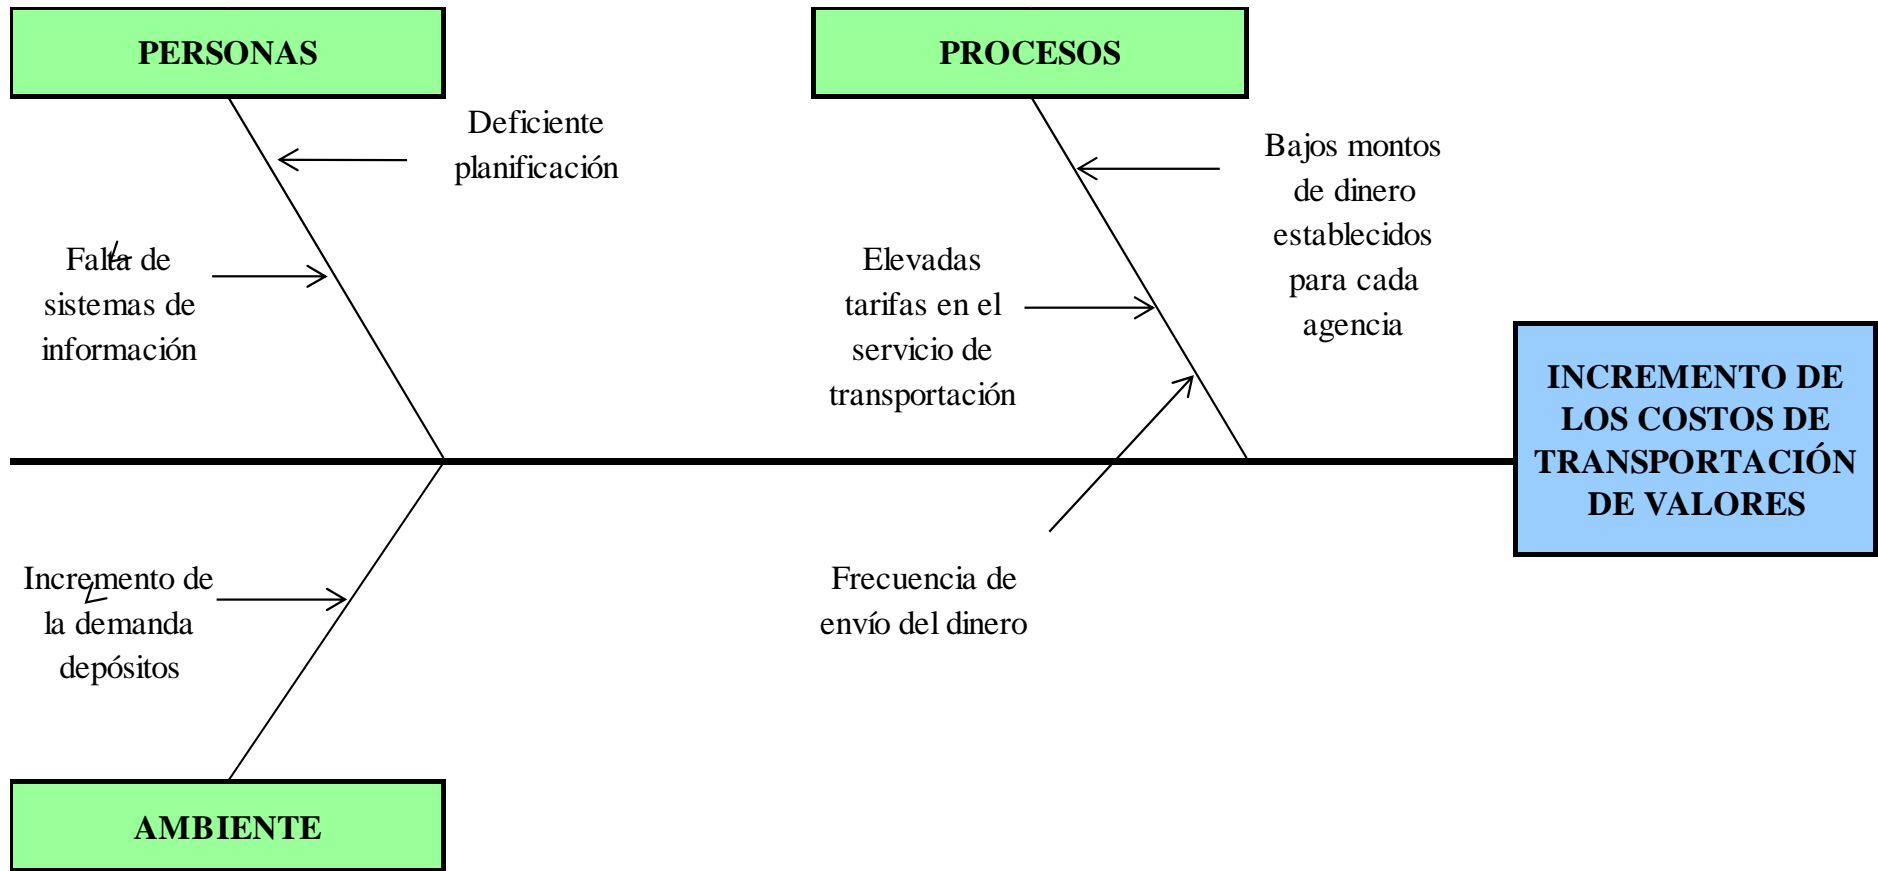 PERSONAS
PROCESOS
Deficiente
planificación
Bajos montos
de dinero
establecidos
para cada
agencia
Falta de
sistemas de
información
Elevadas
tarifas en el
servicio de
transportación
INCREMENTO DE
LOS COSTOS DE
TRANSPORTACIÓN
DE VALORES
Incremento de
la demanda
depósitos
Frecuencia de
envío del dinero
AMBIENTE